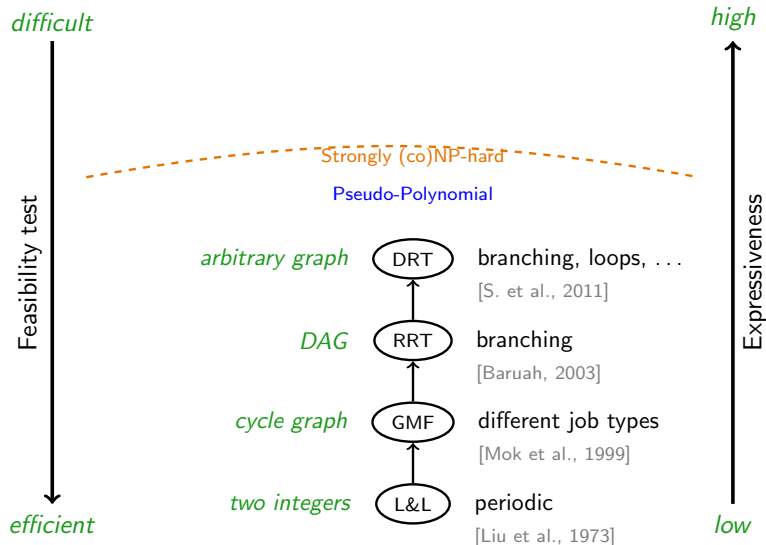 difficult
high
Strongly (co)NP-hard
Pseudo-Polynomial
Feasibility test
Expressiveness
arbitrary graph DRT branching, loops, ...
[S. et al., 2011]
DAG RRT branching
[Baruah, 2003]
cycle graph GMF different job types
[Mok et al., 1999]
two integers L&L periodic
[Liu et al., 1973]
efficient
low